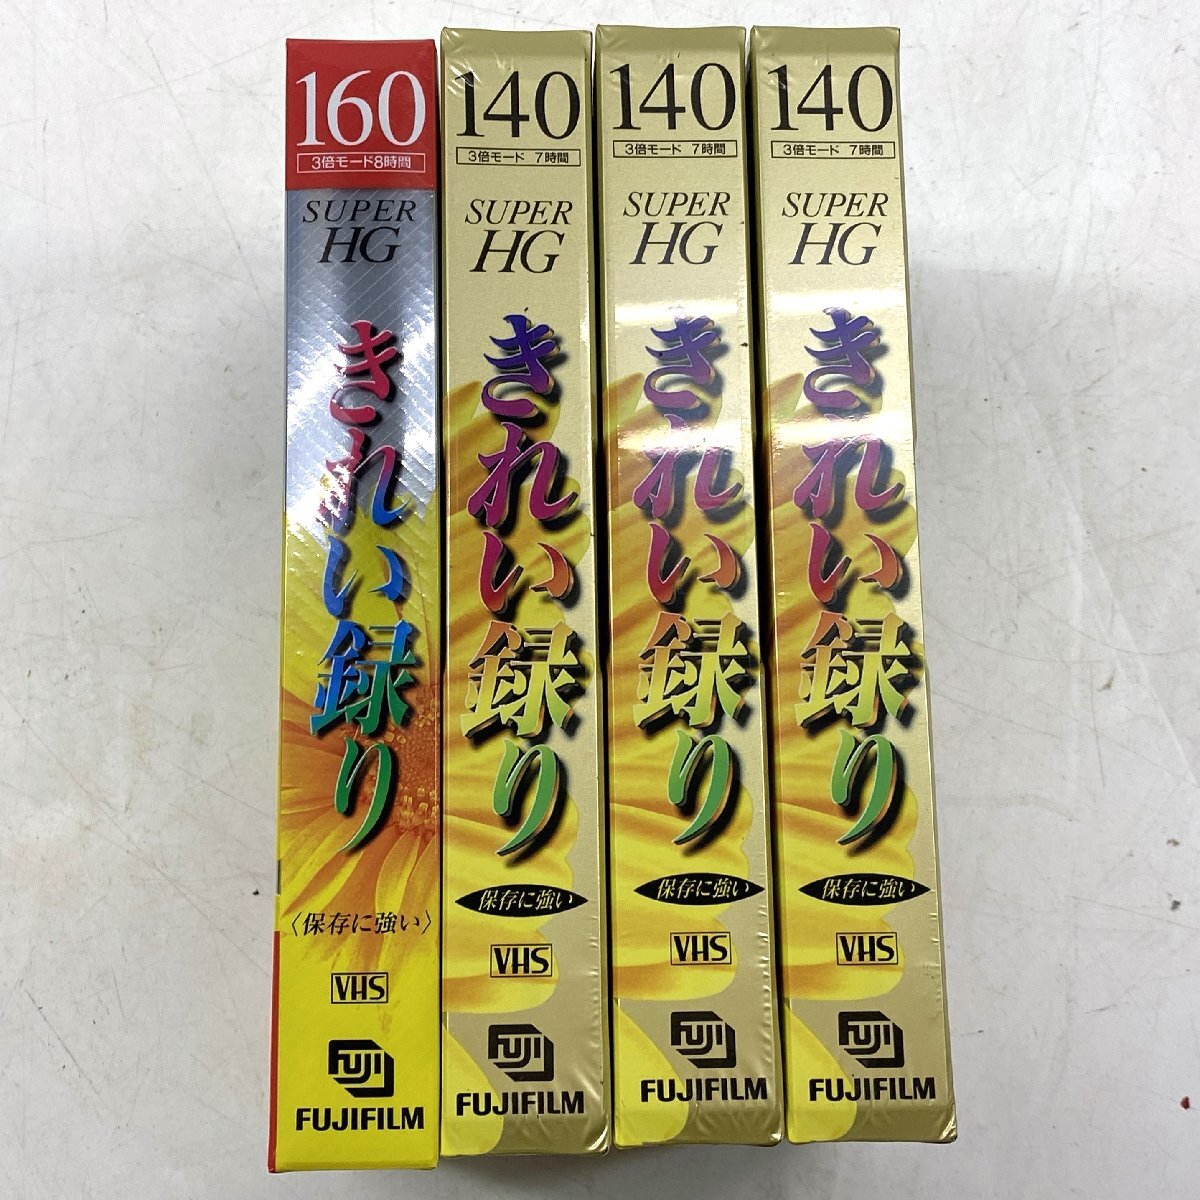 160
3倍モード8時間
SUPER
HG
きれい録り
〈保存に強い〉
VHS
FUJI
FUJIFILM
140
3倍モード 7時間
SUPER
HG
きれい録り
保存に強い
VHS
FUJI
FUJIFILM
140
3倍モード 7時間
SUPER
HG
きれい録り
保存に強い
VHS
FUJI
FUJIFILM
140
3倍モード 7時間
SUPER
HG
きれい録り
保存に強い
VHS
FUJI
FUJIFILM